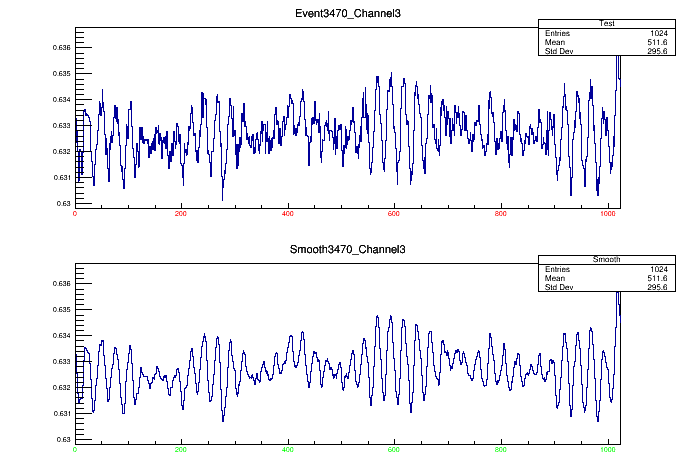 Event3470_Channel3
Test
Entries 1024
Mean 511.6
Std Dev 295.6
0.636
0.635
0.634
0.633
0.632
0.631
0.63
0 200 400 600 800 1000
Smooth3470_Channel3
Smooth
Entries 1024
Mean 511.6
Std Dev 295.6
0.636
0.635
0.634
0.633
0.632
0.631
0.63
0 200 400 600 800 1000